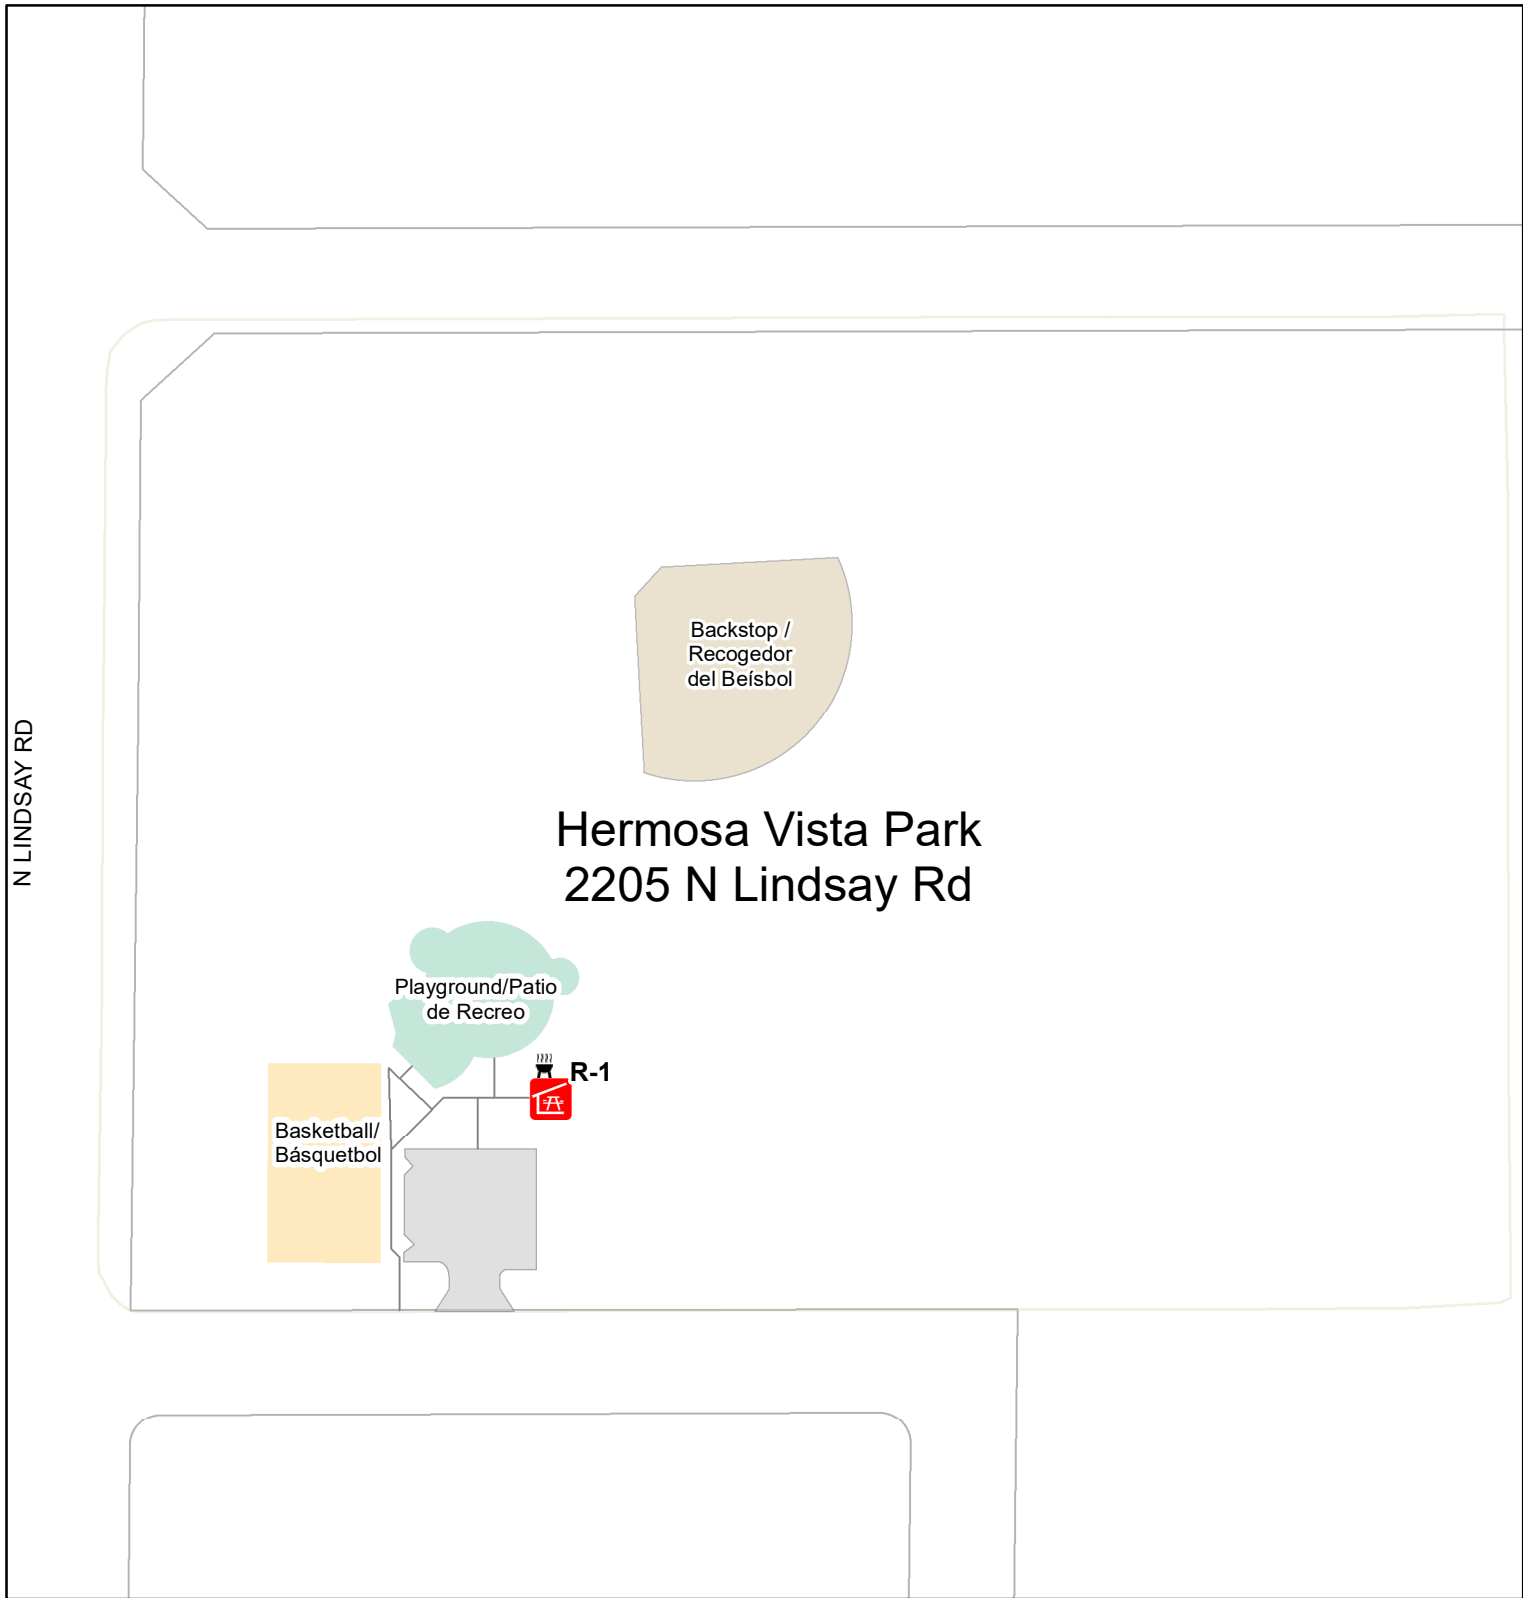 Backstop /
Recogedor
del Beísbol
N LINDSAY RD
Hermosa Vista Park
2205 N Lindsay Rd
Playground/Patio
de Recreo
R-1
Basketball/
Básquetbol